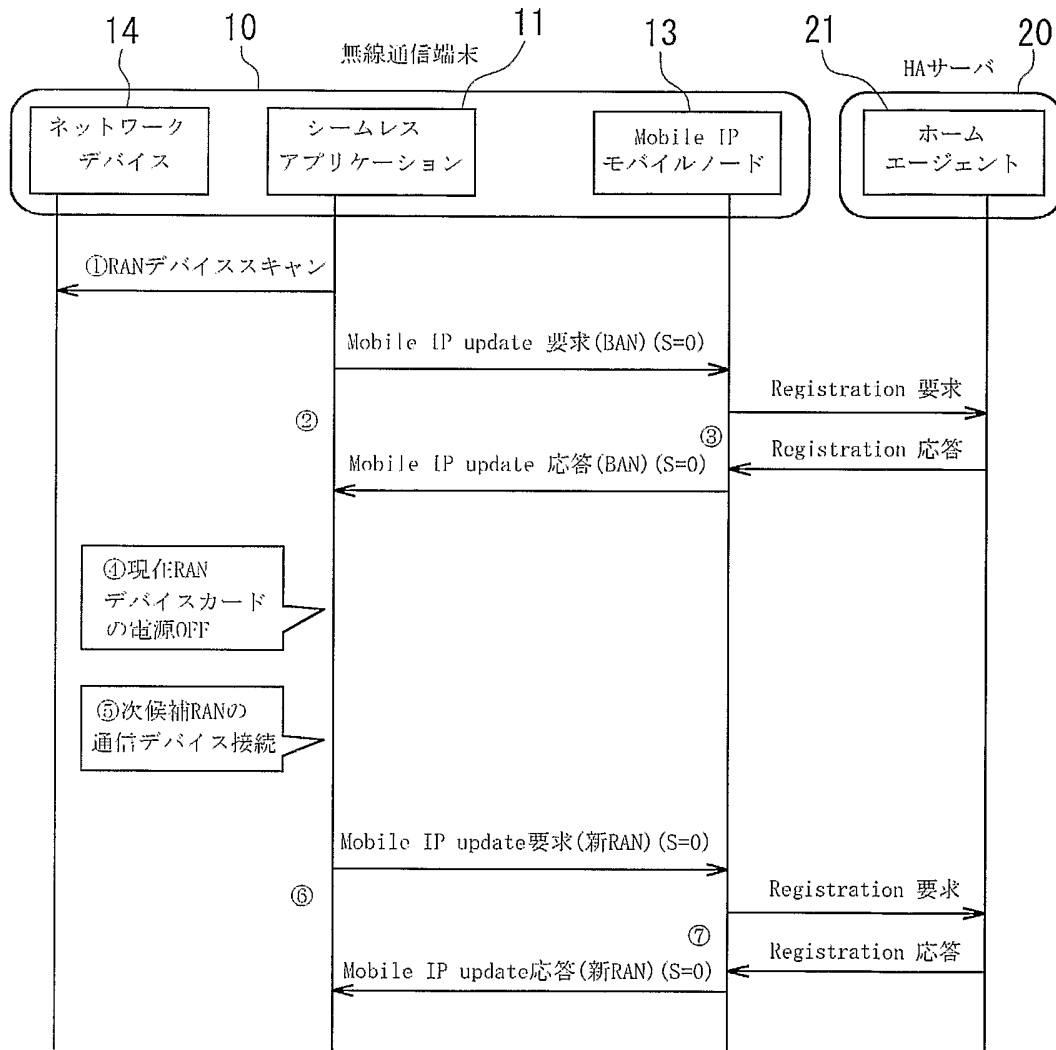 14
10
無線通信端末
11
13
21
20
HAサーバ
ネットワーク
デバイス
シームレス
アプリケーション
Mobile IP
モバイルノード
ホーム
エージェント
①RANデバイススキャン
Mobile IP update 要求(BAN)(S=0)
Registration 要求
②
③
Registration 応答
Mobile IP update 応答(BAN)(S=0)
④現在RAN
デバイスカード
の電源OFF
⑤次候補RANの
通信デバイス接続
Mobile IP update要求(新RAN)(S=0)
Registration 要求
⑥
⑦
Registration 応答
Mobile IP update応答(新RAN)(S=0)